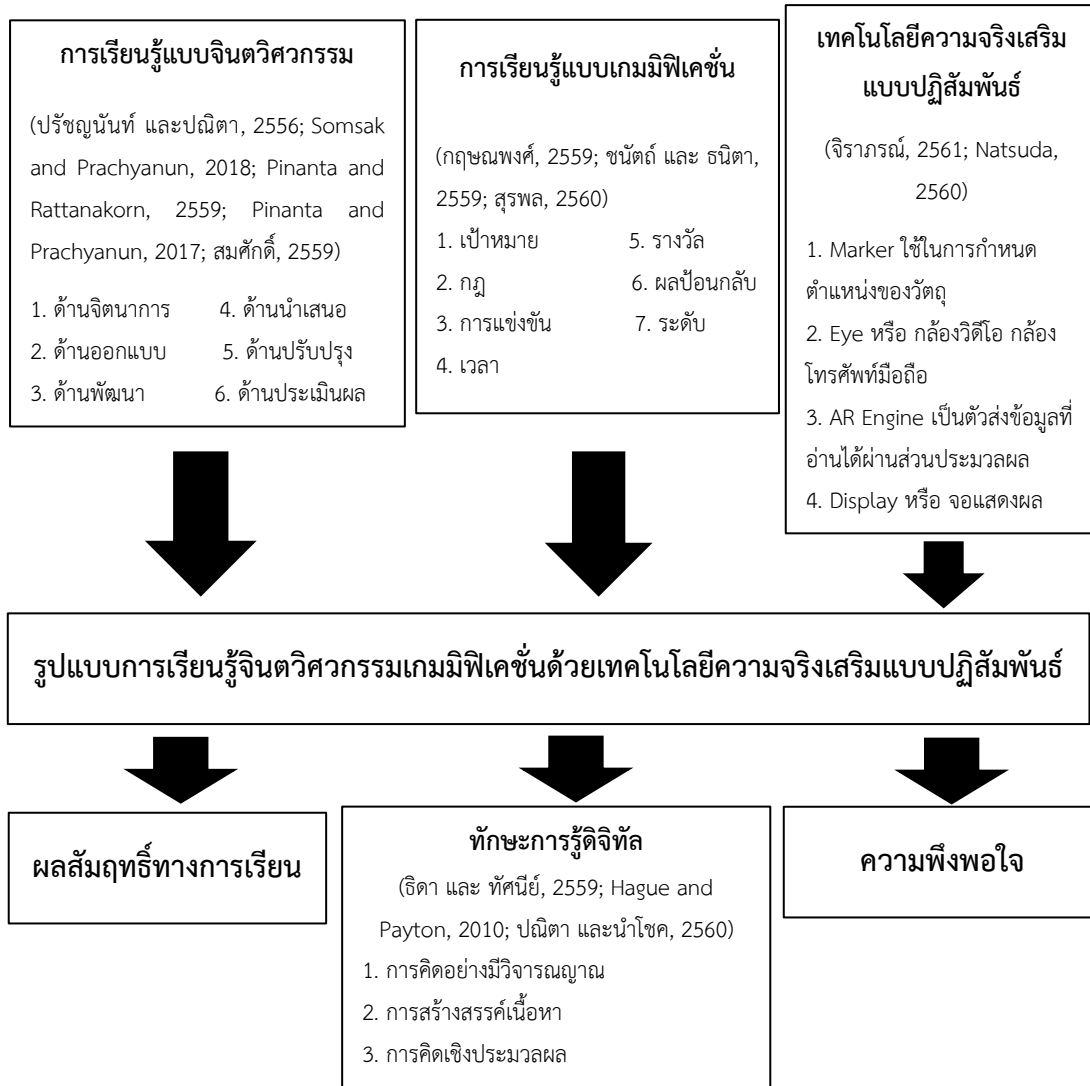 การเรียนรู้แบบจินตวิศวกรรม
(ปรัชญนันท์ และปณิตา, 2556; Somsak
and Prachyanun, 2018; Pinanta and
Rattanakorn, 2559; Pinanta and
Prachyanun, 2017; สมศักดิ์, 2559)
1. ด้านจิตนาการ 4. ด้านนำเสนอ
2. ด้านออกแบบ 5. ด้านปรับปรุง
3. ด้านพัฒนา 6. ด้านประเมินผล
การเรียนรู้แบบเกมมิฟิเคชั่น
(กฤษณพงศ์, 2559; ชนัตถ์ และ ธนิตา,
2559; สุรพล, 2560)
1. เป้าหมาย 5. รางวัล
2. กฎ 6. ผลป้อนกลับ
3. การแข่งขัน 7. ระดับ
4. เวลา
เทคโนโลยีความจริงเสริม
แบบปฏิสัมพันธ์
(จิราภรณ์, 2561; Natsuda,
2560)
1. Marker ใช้ในการกำหนด
ตำแหน่งของวัตถุ
2. Eye หรือ กล้องวิดีโอ กล้อง
โทรศัพท์มือถือ
3. AR Engine เป็นตัวส่งข้อมูลที่
อ่านได้ผ่านส่วนประมวลผล
4. Display หรือ จอแสดงผล
รูปแบบการเรียนรู้จินตวิศวกรรมเกมมิฟิเคชั่นด้วยเทคโนโลยีความจริงเสริมแบบปฏิสัมพันธ์
ผลสัมฤทธิ์ทางการเรียน
ทักษะการรู้ดิจิทัล
(ธิดา และ ทัศนีย์, 2559; Hague and
Payton, 2010; ปณิตา และนำโชค, 2560)
1. การคิดอย่างมีวิจารณญาณ
2. การสร้างสรรค์เนื้อหา
3. การคิดเชิงประมวลผล
ความพึงพอใจ